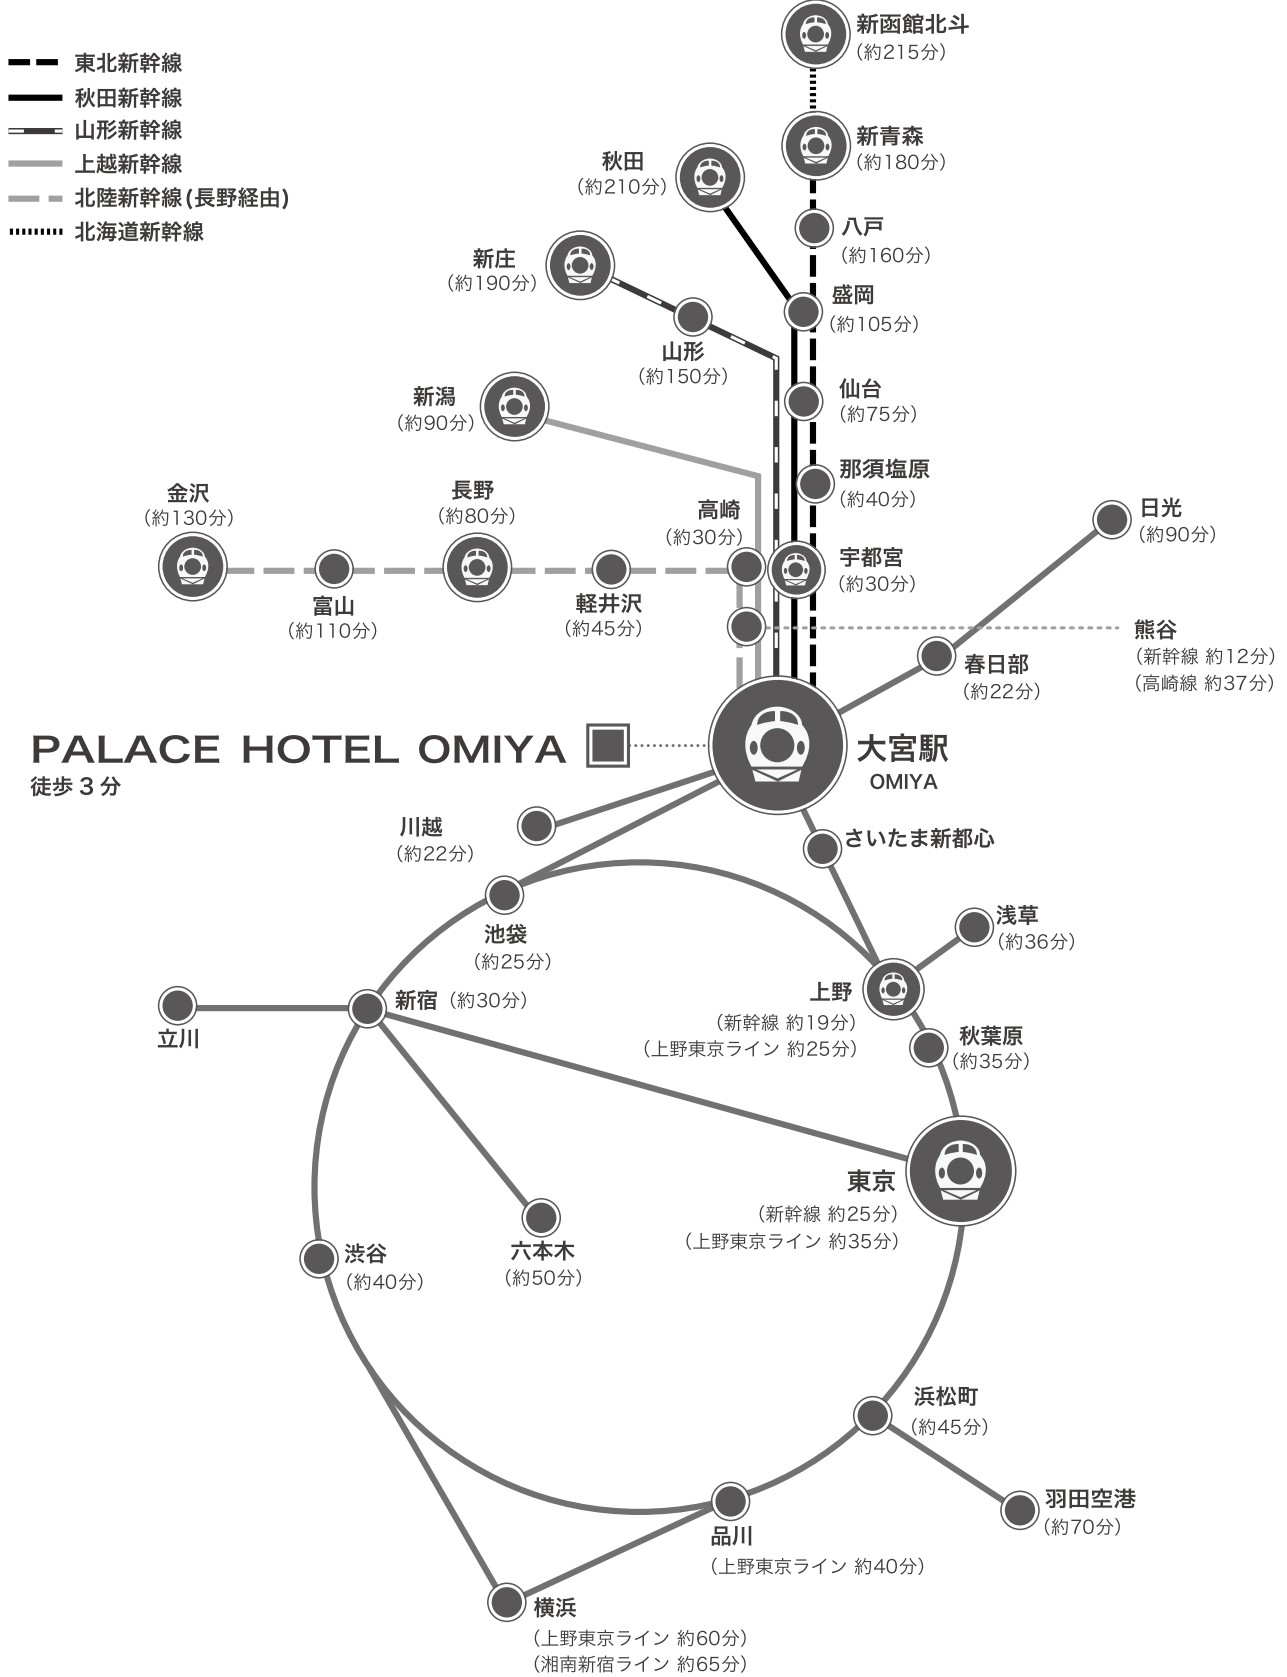 東北新幹線
秋田新幹線
山形新幹線
上越新幹線
北陸新幹線(長野経由)
北海道新幹線
新函館北斗
(約215分)
新青森
(約180分)
秋田
(約210分)
八戸
(約160分)
新庄
(約190分)
盛岡
(約105分)
山形
(約150分)
新潟
(約90分)
仙台
(約75分)
那須塩原
(約40分)
金沢
(約130分)
長野
(約80分)
高崎
(約30分)
日光
(約90分)
宇都宮
(約30分)
富山
(約110分)
軽井沢
(約45分)
熊谷
(新幹線 約12分)
(高崎線 約37分)
春日部
(約22分)
PALACE HOTEL OMIYA
徒歩 3 分
大宮駅
OMIYA
川越
(約22分)
さいたま新都心
池袋
(約25分)
浅草
(約36分)
新宿 (約30分)
立川
上野
(新幹線 約19分)
(上野東京ライン 約25分)
秋葉原
(約35分)
東京
(新幹線 約25分)
(上野東京ライン 約35分)
渋谷
(約40分)
六本木
(約50分)
浜松町
(約45分)
羽田空港
(約70分)
品川
(上野東京ライン 約40分)
横浜
(上野東京ライン 約60分)
(湘南新宿ライン 約65分)